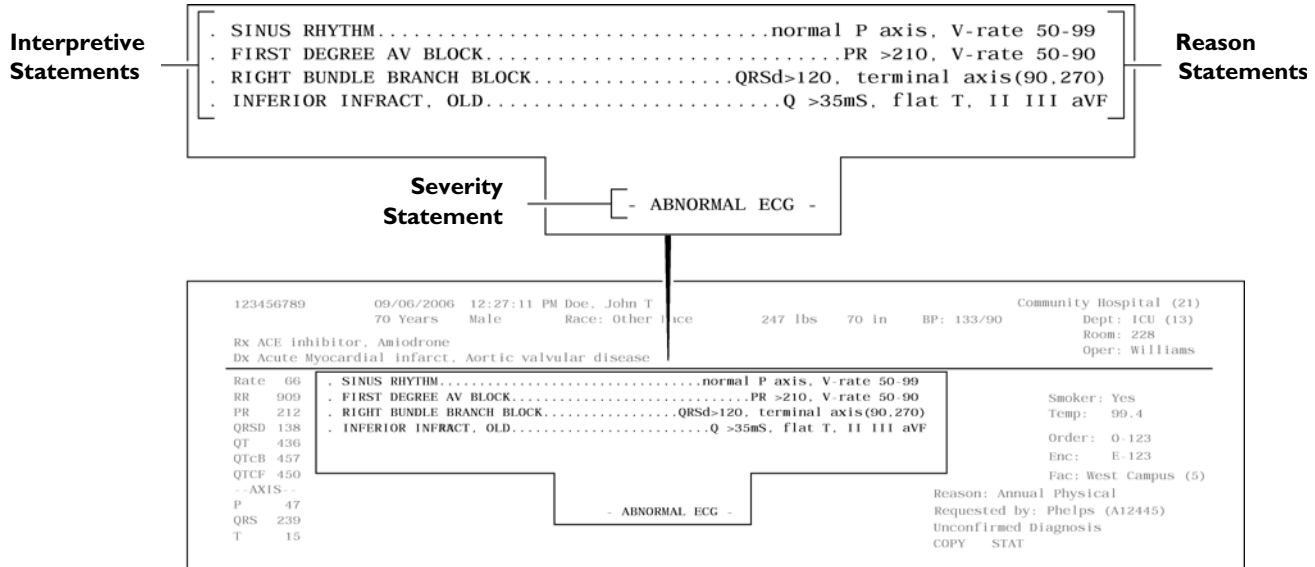 Interpretive
Statements
. SINUS RHYTHM.................................normal P axis, V-rate 50-99
. FIRST DEGREE AV BLOCK..............................PR >210, V-rate 50-90
. RIGHT BUNDLE BRANCH BLOCK.................QRSd>120, terminal axis(90,270)
. INFERIOR INFRACT, OLD........................Q >35mS, flat T, II III aVF
Reason
Statements
Severity
Statement
- ABNORMAL ECG -
123456789 09/06/2006 12:27:11 PM Doe, John T Community Hospital (21)
70 Years Male Race: Other 247 lbs 70 in BP: 133/90 Dept: ICU (13)
Room: 228
Rx ACE inhibitor, Amiodrone
Oper: Williams
Dx Acute Myocardial infarct, Aortic valvular disease
Rate 66 . SINUS RHYTHM.................................normal P axis, V-rate 50-99
RR 909 . FIRST DEGREE AV BLOCK..............................PR >210, V-rate 50-90 Smoker: Yes
PR 212 . RIGHT BUNDLE BRANCH BLOCK.................QRSd>120, terminal axis(90,270) Temp: 99.4
QRSD 138 . INFERIOR INFRACT, OLD........................Q >35mS, flat T, II III aVF
QT 436 Order: O-123
QTcB 457 Enc: E-123
QTCF 450 Fac: West Campus (5)
--AXIS-- Reason: Annual Physical
P 47 - ABNORMAL ECG - Requested by: Phelps (A12445)
QRS 239 Unconfirmed Diagnosis
T 15 COPY STAT